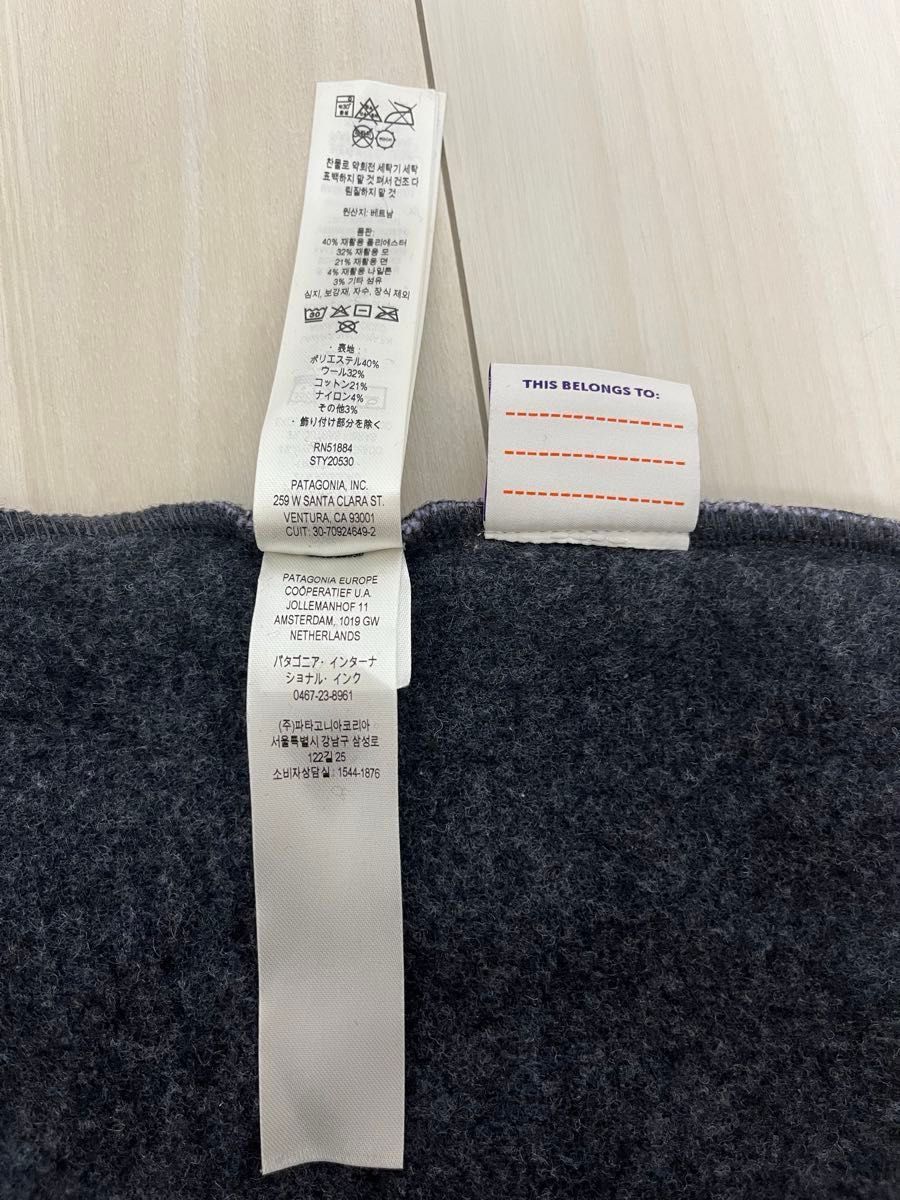 찬물로 약회전 세탁기 세탁
표백하지 말 것 펴서 건조 다
림질하지 말 것
원산지: 베트남
몸판:
40% 재활용 폴리에스터
32% 재활용 모
21% 재활용 면
4% 재활용 나일론
3% 기타 섬유
심지, 보강재, 자수, 장식 제외
30
・ 表地 :
ポリエステル40%
ウール32%
コットン21%
ナイロン4%
その他3%
・ 飾り付け部分を除く
RN51884
STY20530
PATAGONIA, INC.
259 W SANTA CLARA ST.
VENTURA, CA 93001
CUIT: 30-70924649-2
PATAGONIA EUROPE
COÖPERATIEF U.A.
JOLLEMANHOF 11
AMSTERDAM, 1019 GW
NETHERLANDS
パタゴニア・インターナ
ショナル・インク
0467-23-8961
(주)파타고니아코리아
서울특별시 강남구 삼성로
122길 25
소비자상담실 : 1544-1876
THIS BELONGS TO: